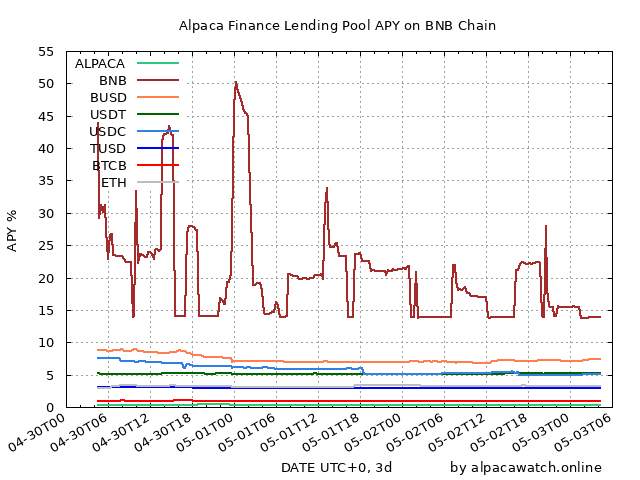 Alpaca Finance Lending Pool APY on BNB Chain
APY %
55
50
45
40
35
30
25
20
15
10
5
0
ALPACA
BNB
BUSD
USDT
USDC
TUSD
BTCB
ETH
04-30T00
04-30T06
04-30T12
04-30T18
05-01T00
05-01T06
05-01T12
05-01T18
05-02T00
05-02T06
05-02T12
05-02T18
05-03T00
05-03T06
DATE UTC+0, 3d
by alpacawatch.online